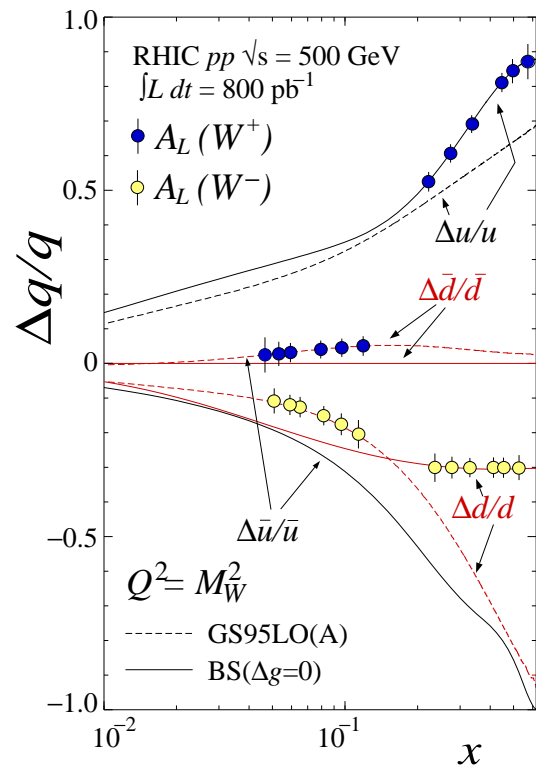 1.0
RHIC pp √s = 500 GeV
∫L dt = 800 pb⁻¹
A_L (W⁺)
A_L (W⁻)
0.5
Δu/u
Δq/q
Δd̄/d̄
0
Δd/d
Δū/ū
−0.5
Q² = M_W²
GS95LO(A)
BS(Δg=0)
−1.0
10⁻²
10⁻¹
x